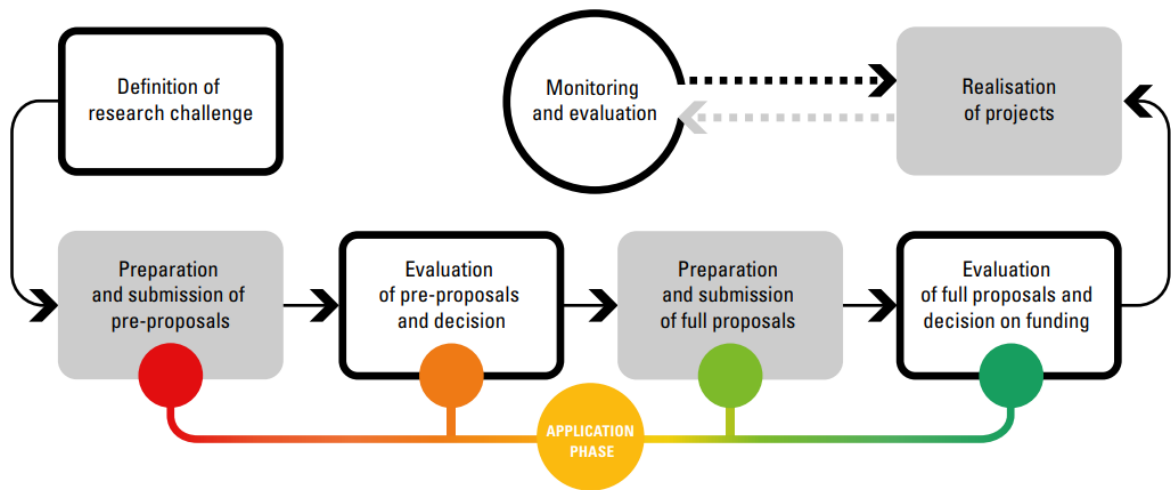 Definition of
research challenge
Monitoring
and evaluation
Realisation
of projects
Preparation
and submission of
pre-proposals
Evaluation
of pre-proposals
and decision
Preparation
and submission
of full proposals
Evaluation
of full proposals and
decision on funding
APPLICATION
PHASE